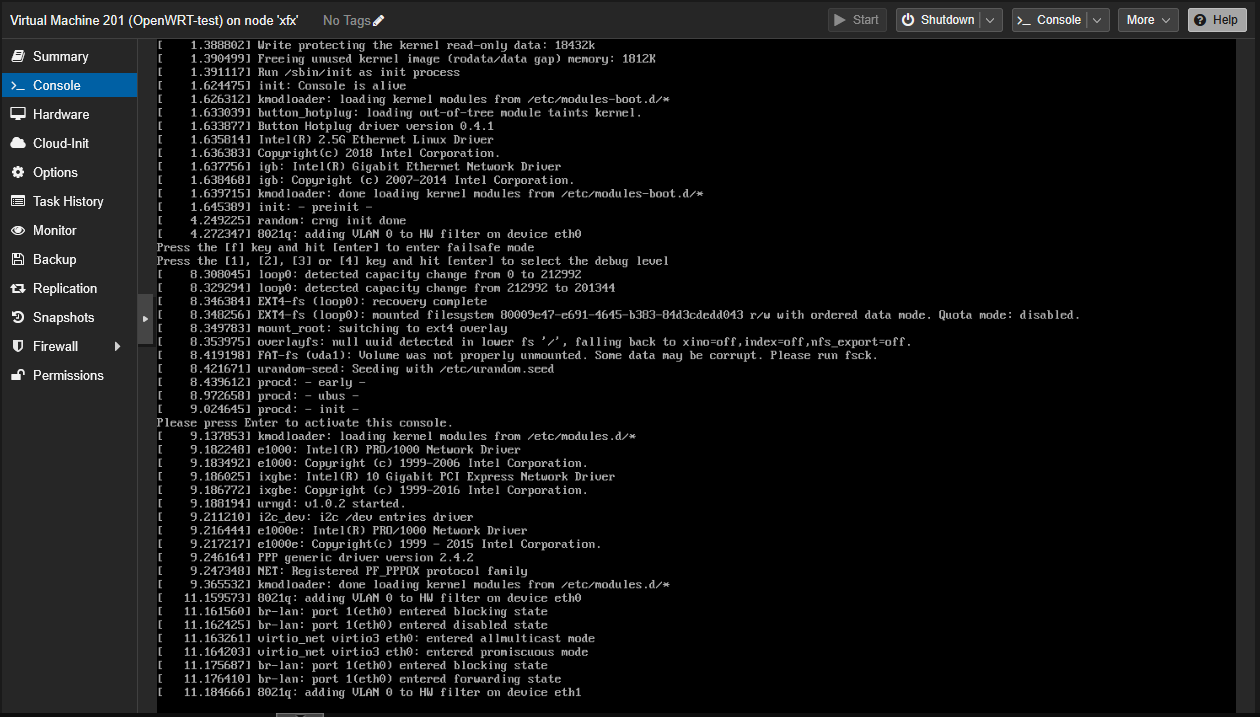 Virtual Machine 201 (OpenWRT-test) on node 'xfx'
No Tags
Start
Shutdown
Console
More
Help
Summary
Console
Hardware
Cloud-Init
Options
Task History
Monitor
Backup
Replication
Snapshots
Firewall
Permissions
[    1.388802] Write protecting the kernel read-only data: 18432k
[    1.390499] Freeing unused kernel image (rodata/data gap) memory: 1812K
[    1.391117] Run /sbin/init as init process
[    1.624475] init: Console is alive
[    1.626312] kmodloader: loading kernel modules from /etc/modules-boot.d/*
[    1.633039] button_hotplug: loading out-of-tree module taints kernel.
[    1.633877] Button Hotplug driver version 0.4.1
[    1.635814] Intel(R) 2.5G Ethernet Linux Driver
[    1.636383] Copyright(c) 2018 Intel Corporation.
[    1.637756] igb: Intel(R) Gigabit Ethernet Network Driver
[    1.638468] igb: Copyright (c) 2007-2014 Intel Corporation.
[    1.639715] kmodloader: done loading kernel modules from /etc/modules-boot.d/*
[    1.645389] init: - preinit -
[    4.249225] random: crng init done
[    4.272347] 8021q: adding VLAN 0 to HW filter on device eth0
Press the [f] key and hit [enter] to enter failsafe mode
Press the [1], [2], [3] or [4] key and hit [enter] to select the debug level
[    8.308045] loop0: detected capacity change from 0 to 212992
[    8.329294] loop0: detected capacity change from 212992 to 201344
[    8.346384] EXT4-fs (loop0): recovery complete
[    8.348256] EXT4-fs (loop0): mounted filesystem 80009e47-e691-4645-b383-84d3cdedd043 r/w with ordered data mode. Quota mode: disabled.
[    8.349783] mount_root: switching to ext4 overlay
[    8.353975] overlayfs: null uuid detected in lower fs '/', falling back to xino=off,index=off,nfs_export=off.
[    8.419198] FAT-fs (vda1): Volume was not properly unmounted. Some data may be corrupt. Please run fsck.
[    8.421671] urandom-seed: Seeding with /etc/urandom.seed
[    8.439612] procd: - early -
[    8.972658] procd: - ubus -
[    9.024645] procd: - init -
Please press Enter to activate this console.
[    9.137853] kmodloader: loading kernel modules from /etc/modules.d/*
[    9.182248] e1000: Intel(R) PRO/1000 Network Driver
[    9.183492] e1000: Copyright (c) 1999-2006 Intel Corporation.
[    9.186025] ixgbe: Intel(R) 10 Gigabit PCI Express Network Driver
[    9.186772] ixgbe: Copyright (c) 1999-2016 Intel Corporation.
[    9.188194] urngd: v1.0.2 started.
[    9.211210] i2c_dev: i2c /dev entries driver
[    9.216444] e1000e: Intel(R) PRO/1000 Network Driver
[    9.217217] e1000e: Copyright(c) 1999 - 2015 Intel Corporation.
[    9.246164] PPP generic driver version 2.4.2
[    9.247348] NET: Registered PF_PPPOX protocol family
[    9.365532] kmodloader: done loading kernel modules from /etc/modules.d/*
[   11.159573] 8021q: adding VLAN 0 to HW filter on device eth0
[   11.161560] br-lan: port 1(eth0) entered blocking state
[   11.162425] br-lan: port 1(eth0) entered disabled state
[   11.163261] virtio_net virtio3 eth0: entered allmulticast mode
[   11.164203] virtio_net virtio3 eth0: entered promiscuous mode
[   11.175687] br-lan: port 1(eth0) entered blocking state
[   11.176410] br-lan: port 1(eth0) entered forwarding state
[   11.184666] 8021q: adding VLAN 0 to HW filter on device eth1